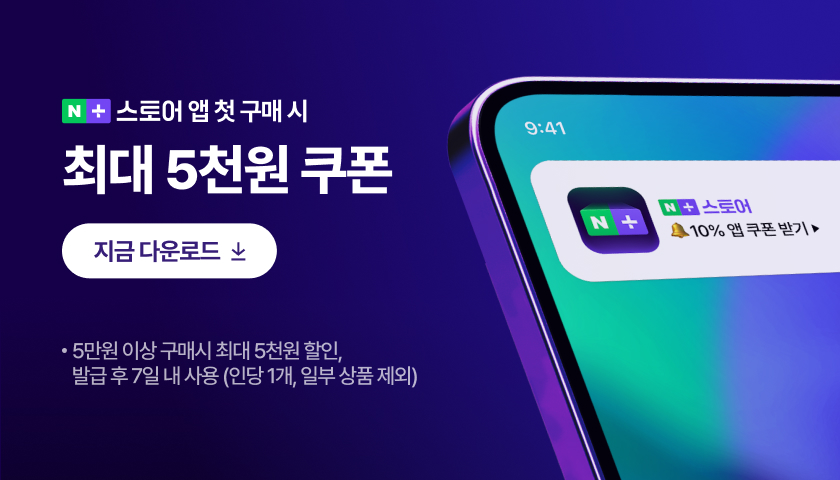 N+ 스토어 앱 첫 구매 시
최대 5천원 쿠폰
지금 다운로드
• 5만원 이상 구매시 최대 5천원 할인,
발급 후 7일 내 사용 (인당 1개, 일부 상품 제외)
9:41
N+
N+ 스토어
🔔10% 앱 쿠폰 받기 ▶